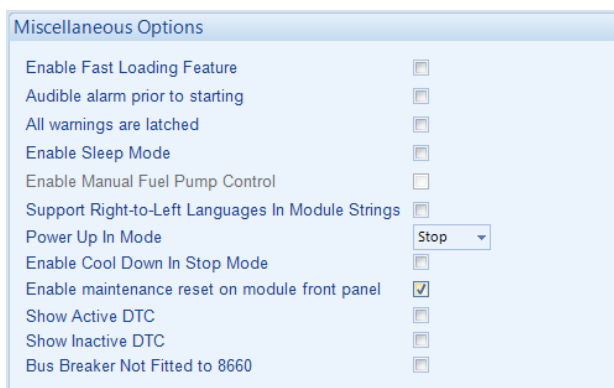 Miscellaneous Options
Enable Fast Loading Feature
Audible alarm prior to starting
All warnings are latched
Enable Sleep Mode
Enable Manual Fuel Pump Control
Support Right-to-Left Languages In Module Strings
Power Up In Mode Stop
Enable Cool Down In Stop Mode
Enable maintenance reset on module front panel
Show Active DTC
Show Inactive DTC
Bus Breaker Not Fitted to 8660